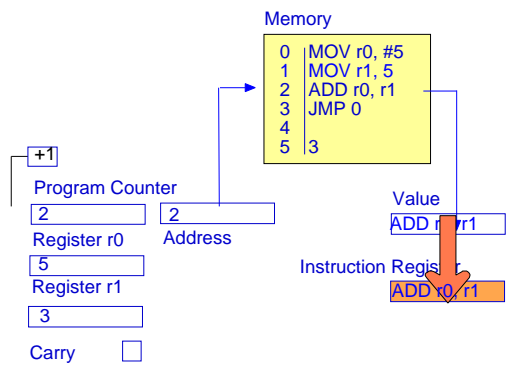 Memory
0 MOV r0, #5
1 MOV r1, 5
2 ADD r0, r1
3 JMP 0
4
5 3
+1
Program Counter
2
2
Address
Register r0
5
Register r1
3
Carry
Value
ADD r0, r1
Instruction Register
ADD r0, r1